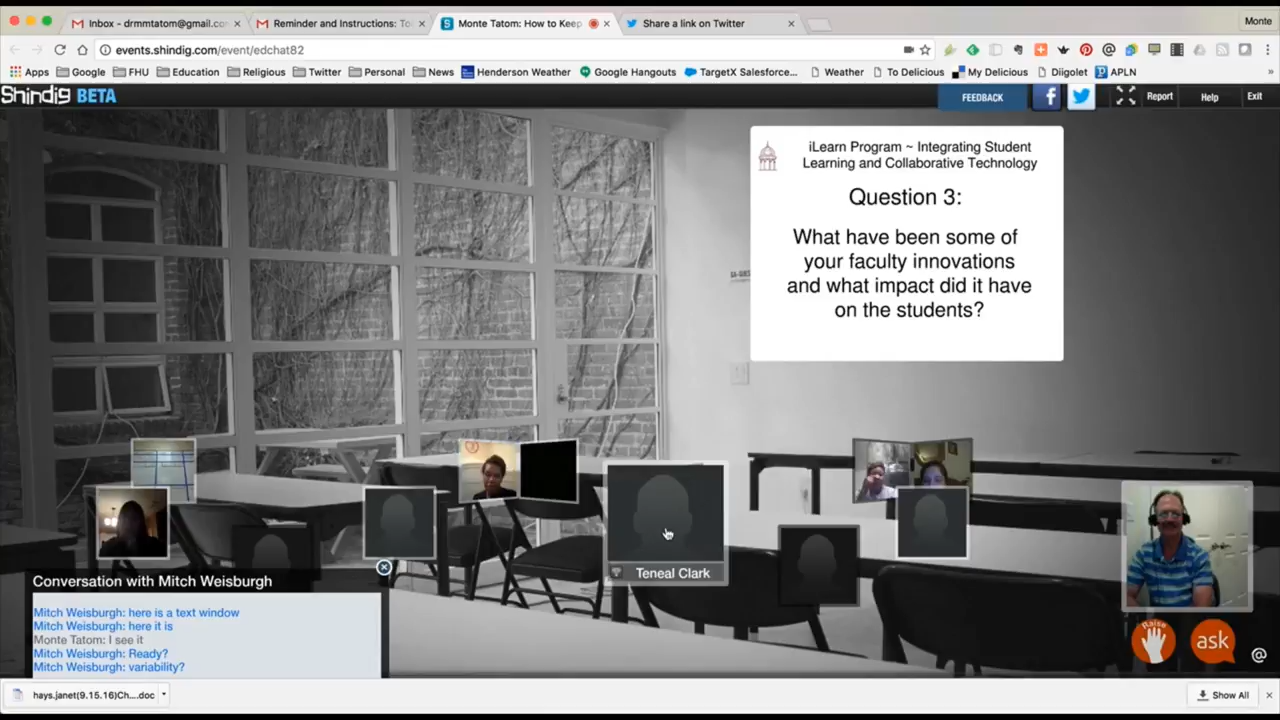 Inbox - drmmtatom@gmail.co
Reminder and Instructions: To
Monte Tatom: How to Keep
Share a link on Twitter
Monte
events.shindig.com/event/edchat82
Apps
Google
FHU
Education
Religious
Twitter
Personal
News
Henderson Weather
Google Hangouts
TargetX Salesforce...
Weather
To Delicious
My Delicious
Diigolet
APLN
»
Shindig BETA
FEEDBACK
Report
Help
Exit
iLearn Program ~ Integrating Student
Learning and Collaborative Technology
Question 3:
What have been some of
your faculty innovations
and what impact did it have
on the students?
Teneal Clark
Conversation with Mitch Weisburgh
Mitch Weisburgh: here is a text window
Mitch Weisburgh: here it is
Monte Tatom: I see it
Mitch Weisburgh: Ready?
Mitch Weisburgh: variability?
Raise
ask
@
hays.janet(9.15.16)Ch....doc
Show All